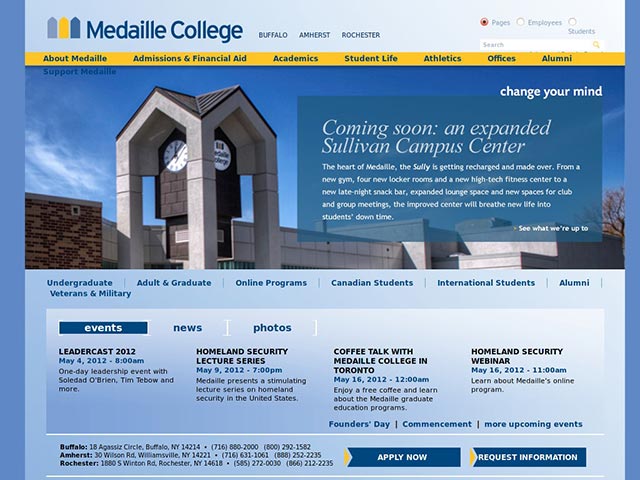 Medaille College
BUFFALO AMHERST ROCHESTER
Pages Employees Students
Search
About Medaille Admissions & Financial Aid Academics Student Life Athletics Offices Alumni
Support Medaille
change your mind
Medaille
College
Coming soon: an expanded
Sullivan Campus Center
The heart of Medaille, the Sully is getting recharged and made over. From a
new gym, four new locker rooms and a new high-tech fitness center to a
new late-night snack bar, expanded lounge space and new spaces for club
and group meetings, the improved center will breathe new life into
students' down time.
See what we're up to
Undergraduate Adult & Graduate Online Programs Canadian Students International Students Alumni
Veterans & Military
events news photos
LEADERCAST 2012
May 4, 2012 - 8:00am
One-day leadership event with
Soledad O'Brien, Tim Tebow and
more.
HOMELAND SECURITY
LECTURE SERIES
May 9, 2012 - 7:00pm
Medaille presents a stimulating
lecture series on homeland
security in the United States.
COFFEE TALK WITH
MEDAILLE COLLEGE IN
TORONTO
May 16, 2012 - 12:00am
Enjoy a free coffee and learn
about the Medaille graduate
education programs.
HOMELAND SECURITY
WEBINAR
May 16, 2012 - 11:00am
Learn about Medaille's online
program.
Founders' Day | Commencement | more upcoming events
Buffalo: 18 Agassiz Circle, Buffalo, NY 14214 • (716) 880-2000 (800) 292-1582
Amherst: 30 Wilson Rd, Williamsville, NY 14221 • (716) 631-1061 (888) 252-2235
Rochester: 1880 S Winton Rd, Rochester, NY 14618 • (585) 272-0030 (866) 212-2235
APPLY NOW
REQUEST INFORMATION